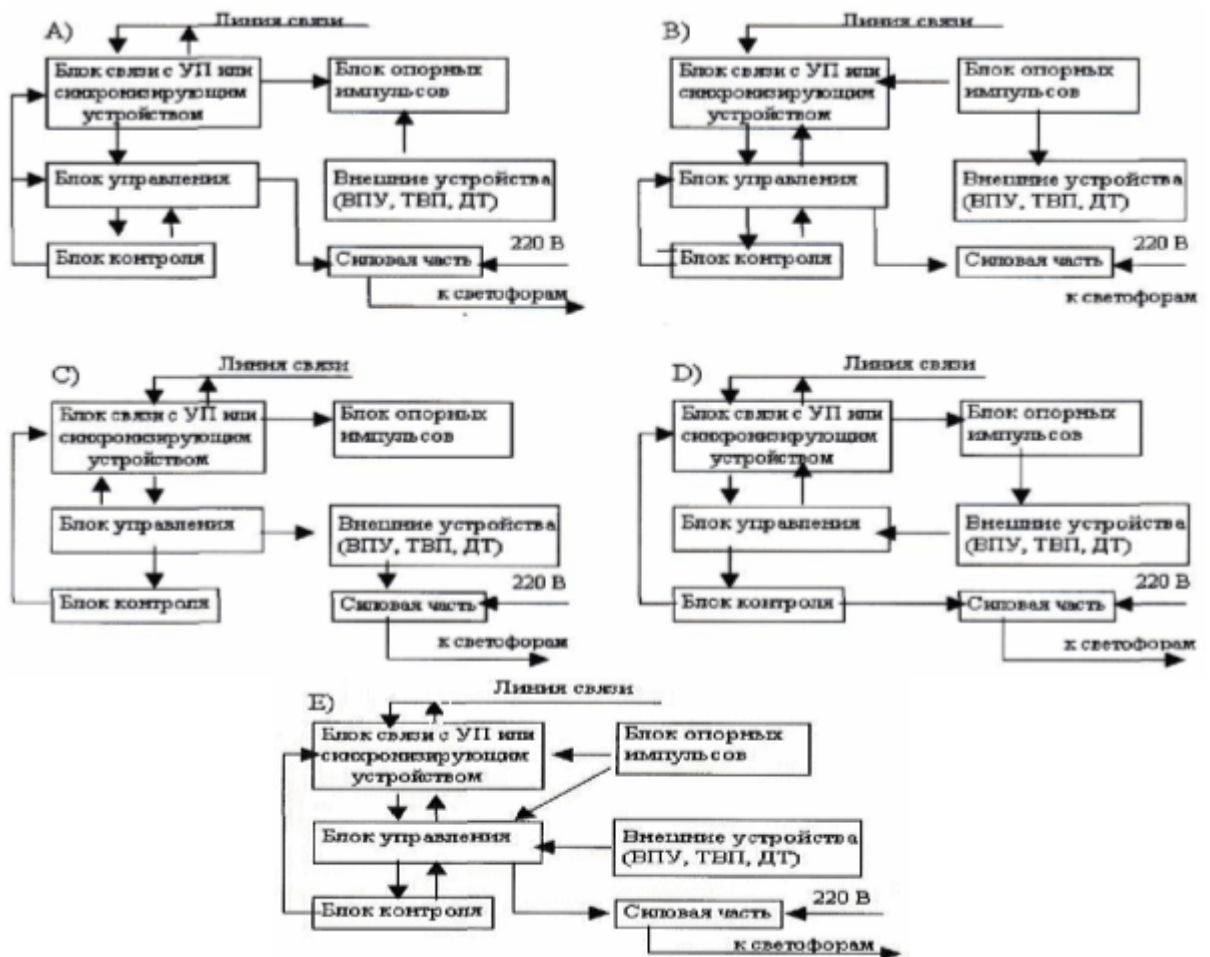 A)
Линия связи
Блок связи с УП или
синхронизирующим
устройством
Блок опорных
импульсов
Блок управления
Внешние устройства
(ВПУ, ТВП, ДТ)
Блок контроля
220 В
Силовая часть
к светофорам
B)
Линия связи
Блок связи с УП или
синхронизирующим
устройством
Блок опорных
импульсов
Блок управления
Внешние устройства
(ВПУ, ТВП, ДТ)
Блок контроля
220 В
Силовая часть
к светофорам
C)
Линия связи
Блок связи с УП или
синхронизирующим
устройством
Блок опорных
импульсов
Блок управления
Внешние устройства
(ВПУ, ТВП, ДТ)
Блок контроля
220 В
Силовая часть
к светофорам
D)
Линия связи
Блок связи с УП или
синхронизирующим
устройством
Блок опорных
импульсов
Блок управления
Внешние устройства
(ВПУ, ТВП, ДТ)
Блок контроля
220 В
Силовая часть
к светофорам
E)
Линия связи
Блок связи с УП или
синхронизирующим
устройством
Блок опорных
импульсов
Блок управления
Внешние устройства
(ВПУ, ТВП, ДТ)
Блок контроля
220 В
Силовая часть
к светофорам